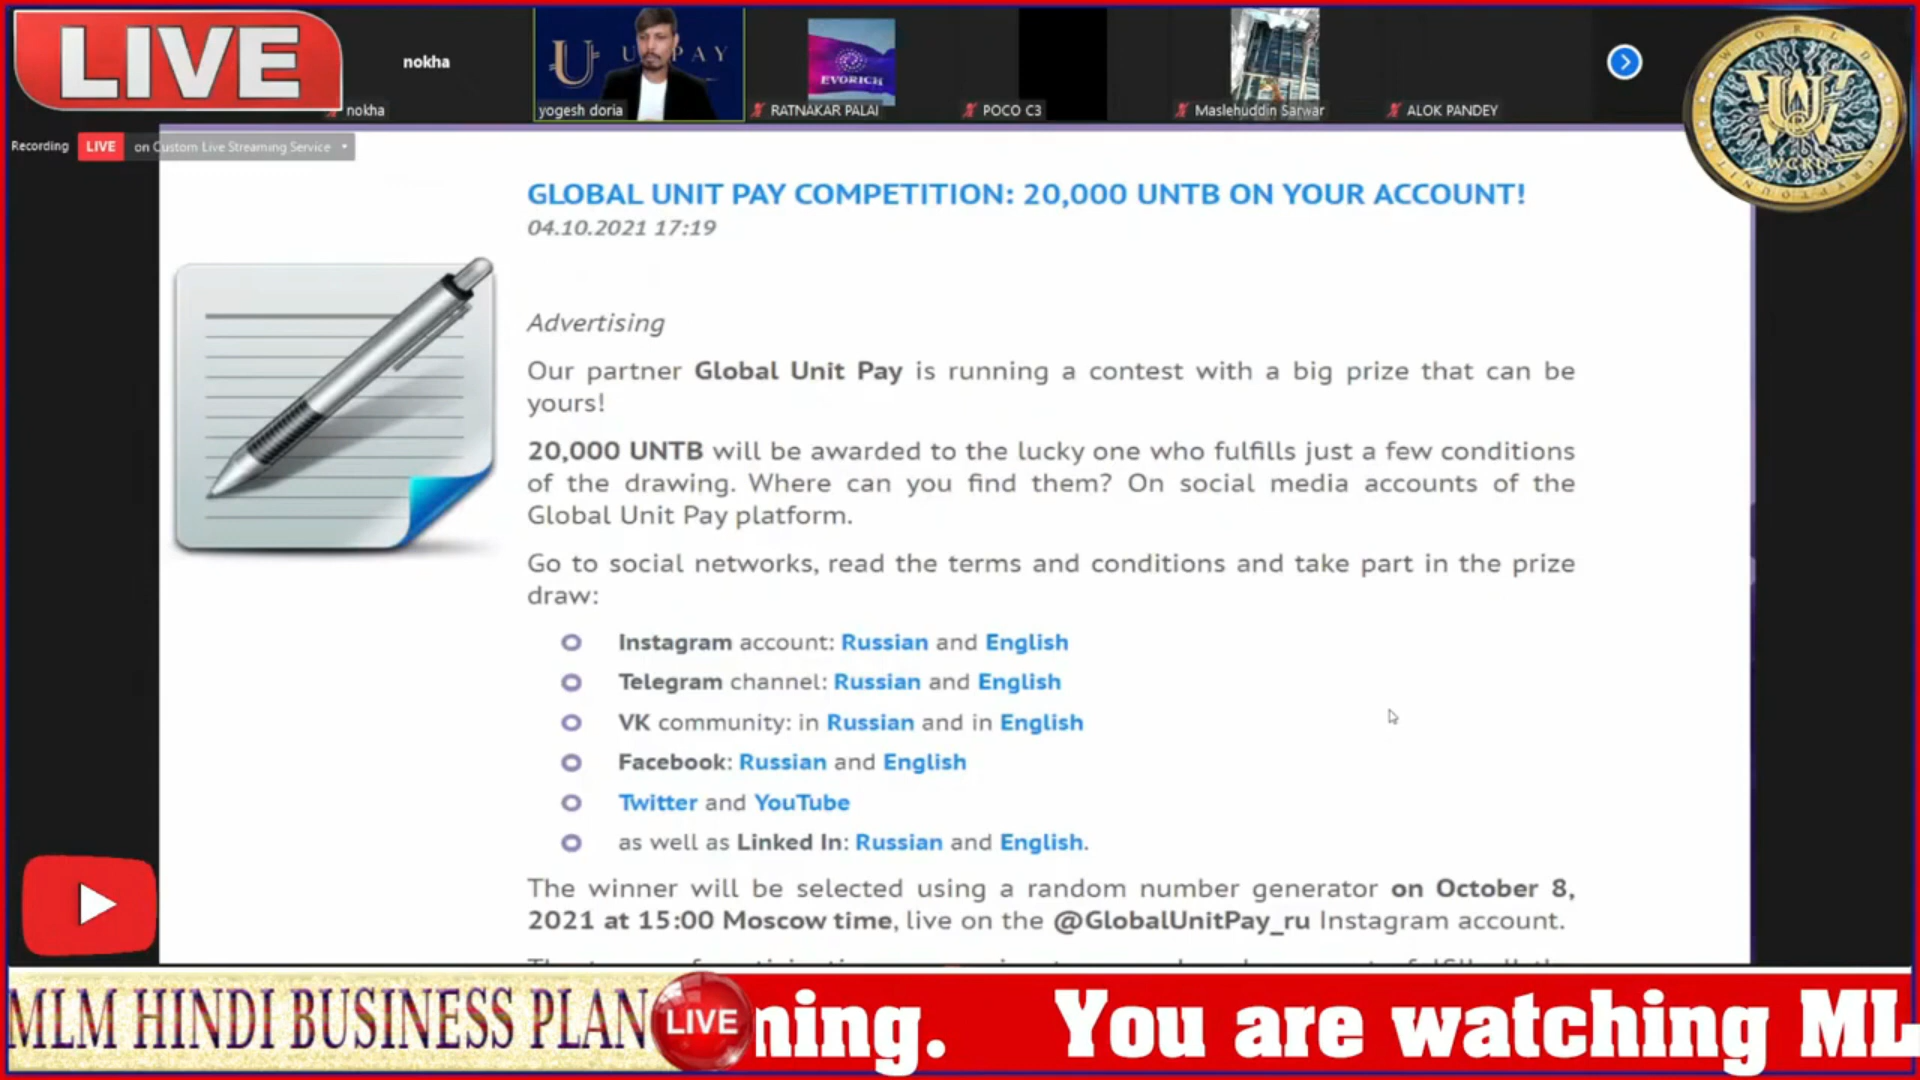 LIVE
nokha
nokha
U PAY
yogesh doria
EVORICH
RATNAKAR PALAI
POCO C3
Maslehuddin Sarwar
ALOK PANDEY
WORLD
WCRU
CRYPTO UNIT
Recording LIVE on Custom Live Streaming Service
GLOBAL UNIT PAY COMPETITION: 20,000 UNTB ON YOUR ACCOUNT!
04.10.2021 17:19
Advertising
Our partner Global Unit Pay is running a contest with a big prize that can be
yours!
20,000 UNTB will be awarded to the lucky one who fulfills just a few conditions
of the drawing. Where can you find them? On social media accounts of the
Global Unit Pay platform.
Go to social networks, read the terms and conditions and take part in the prize
draw:
Instagram account: Russian and English
Telegram channel: Russian and English
VK community: in Russian and in English
Facebook: Russian and English
Twitter and YouTube
as well as Linked In: Russian and English.
The winner will be selected using a random number generator on October 8,
2021 at 15:00 Moscow time, live on the @GlobalUnitPay_ru Instagram account.
MLM HINDI BUSINESS PLAN LIVE ning. You are watching ML